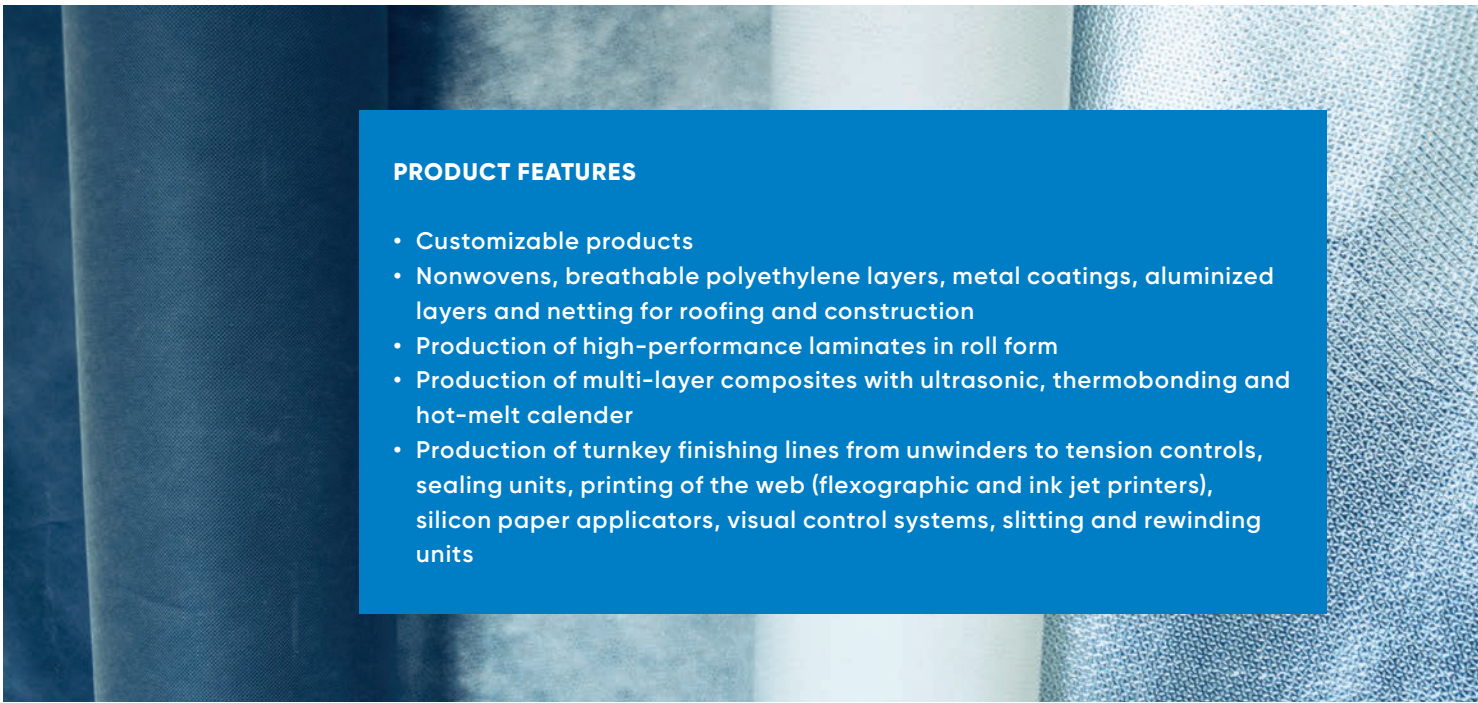 PRODUCT FEATURES
• Customizable products
• Nonwovens, breathable polyethylene layers, metal coatings, aluminized
layers and netting for roofing and construction
• Production of high-performance laminates in roll form
• Production of multi-layer composites with ultrasonic, thermobonding and
hot-melt calender
• Production of turnkey finishing lines from unwinders to tension controls,
sealing units, printing of the web (flexographic and ink jet printers),
silicon paper applicators, visual control systems, slitting and rewinding
units